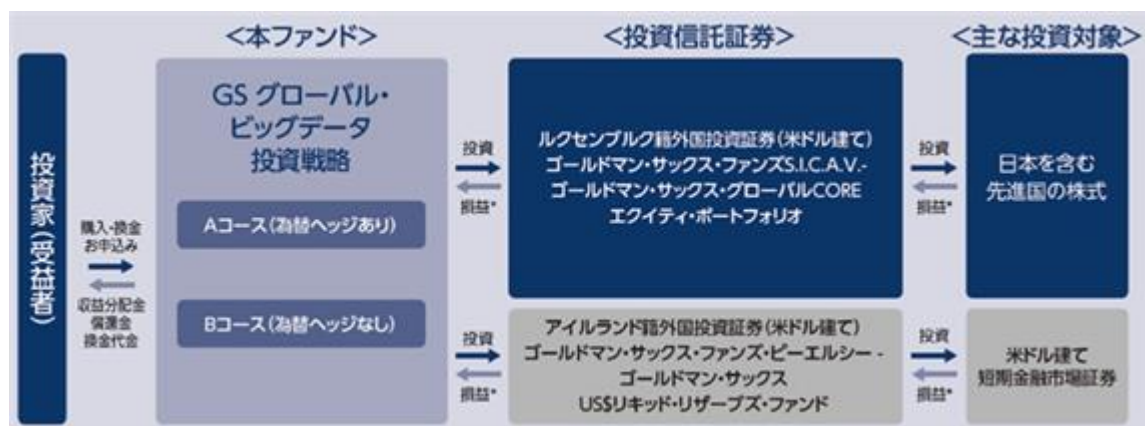 ＜本ファンド＞
＜投資信託証券＞
＜主な投資対象＞
投資家(受益者)
購入・換金
お申込み
収益分配金
償還金
換金代金
GS グローバル・
ビッグデータ
投資戦略
Aコース(為替ヘッジあり)
Bコース(為替ヘッジなし)
投資
損益*
ルクセンブルク籍外国投資証券(米ドル建て)
ゴールドマン・サックス・ファンズS.I.C.A.V.-
ゴールドマン・サックス・グローバルCORE
エクイティ・ポートフォリオ
投資
損益*
日本を含む
先進国の株式
投資
損益*
アイルランド籍外国投資証券(米ドル建て)
ゴールドマン・サックス・ファンズ・ピーエルシー -
ゴールドマン・サックス
US$リキッド・リザーブズ・ファンド
投資
損益*
米ドル建て
短期金融市場証券